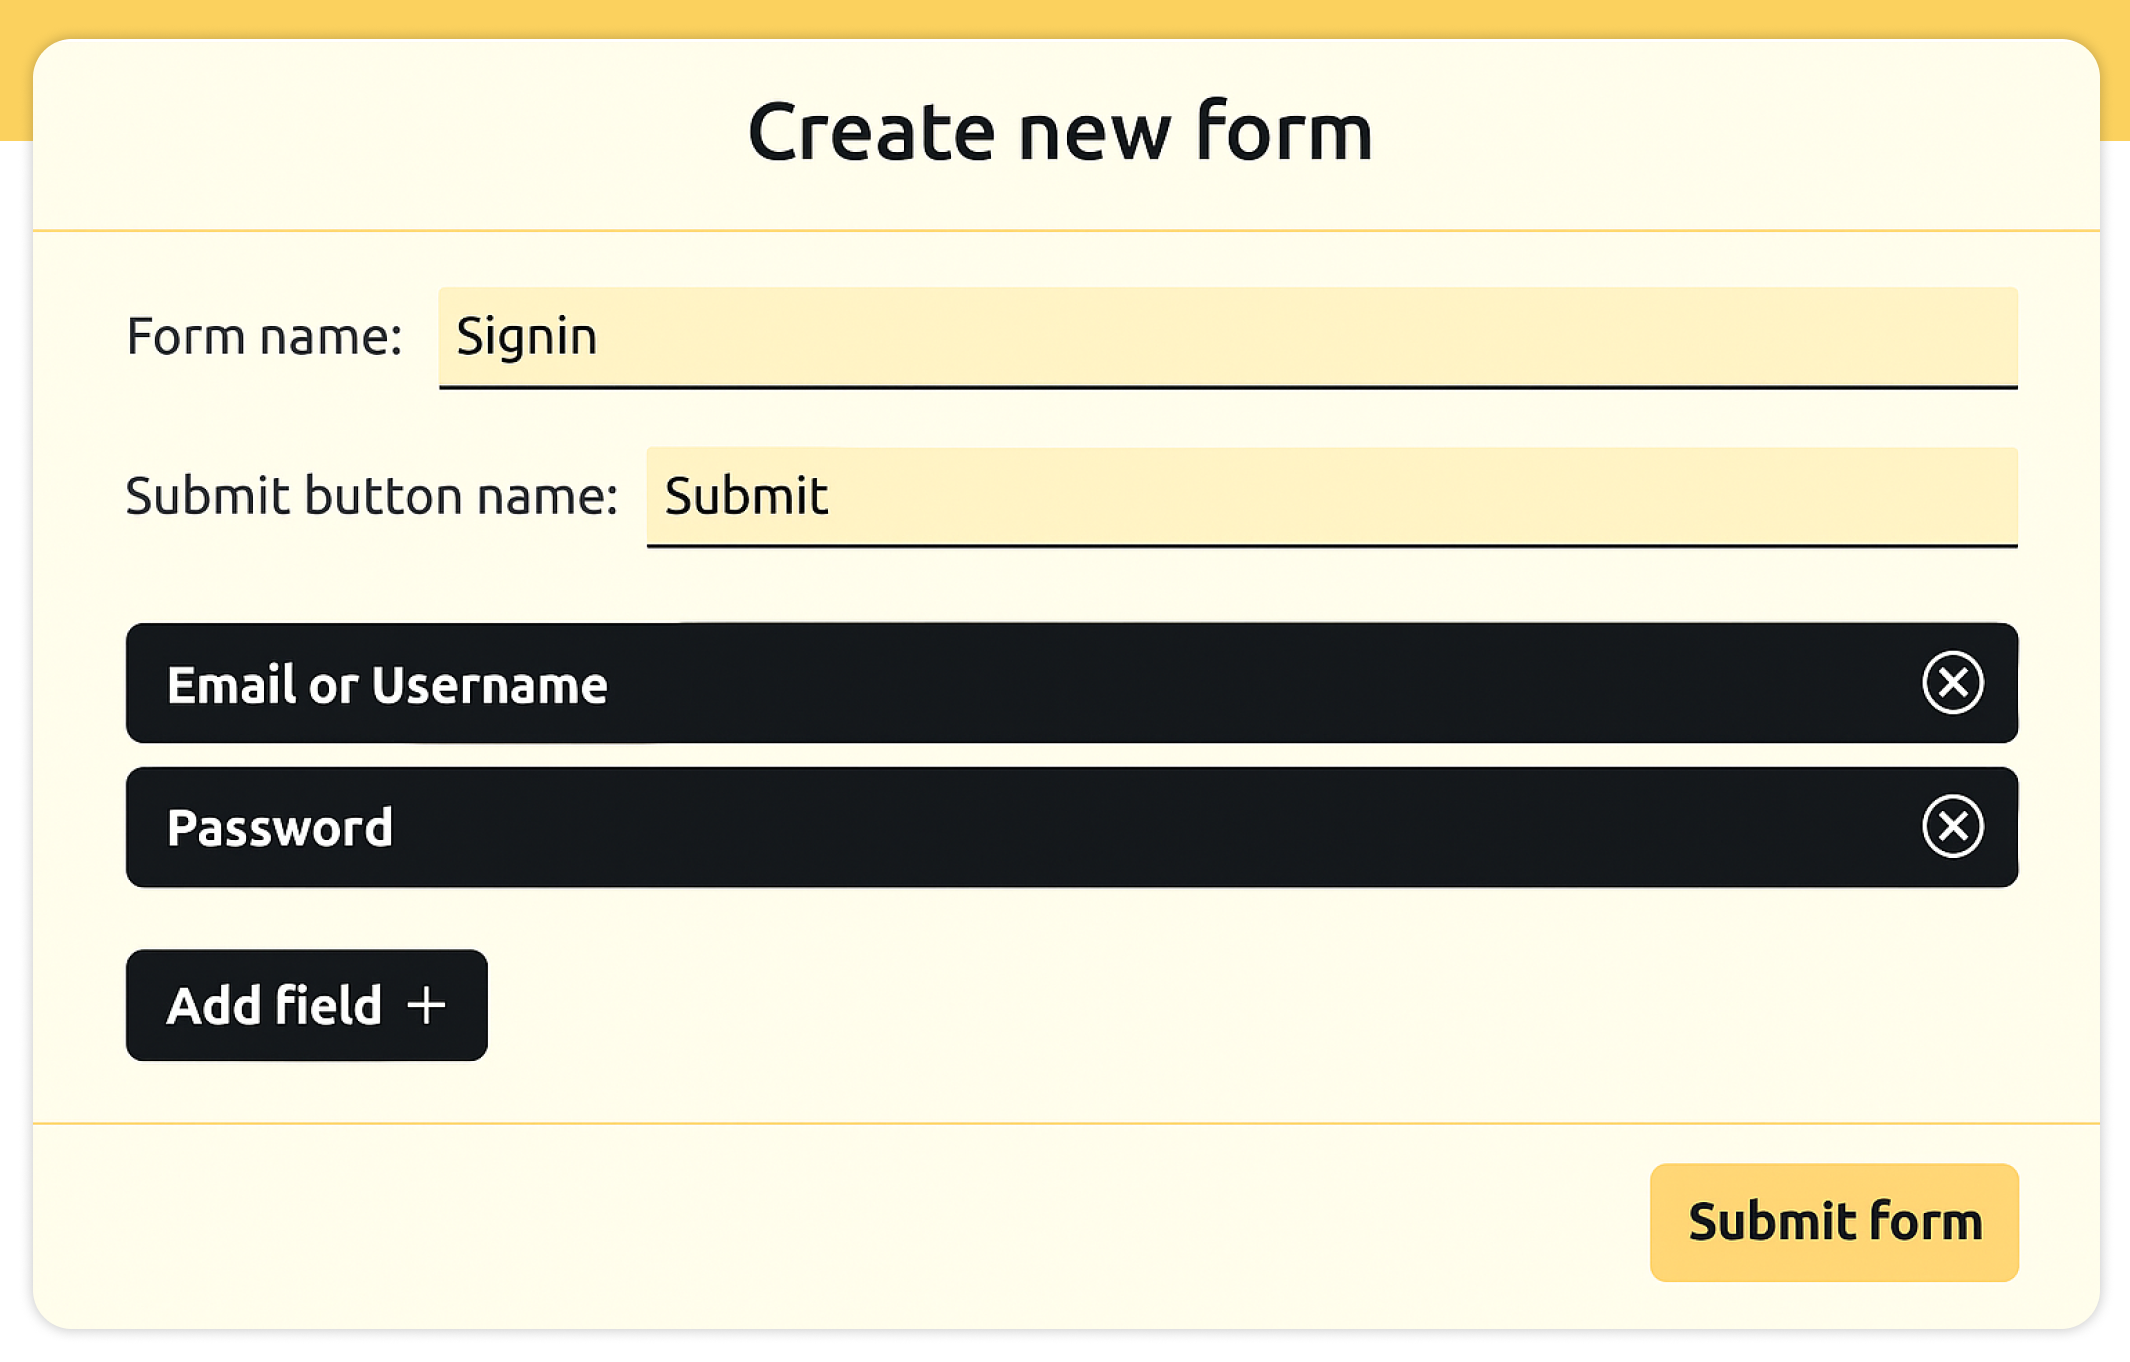 Create new form
Form name: Signin
Submit button name: Submit
Email or Username
Password
Add field +
Submit form